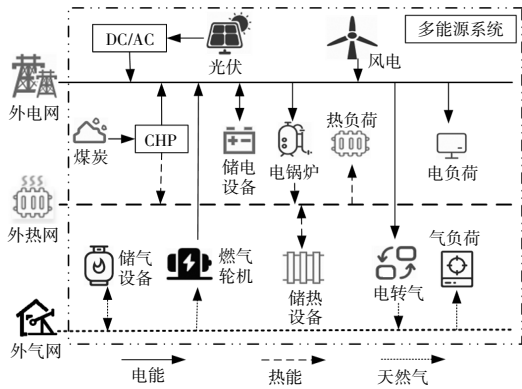 多能源系统
DC/AC
光伏
风电
外电网
煤炭
CHP
储电
设备
电锅炉
热负荷
电负荷
外热网
储气
设备
燃气
轮机
储热
设备
电转气
气负荷
外气网
电能
热能
天然气